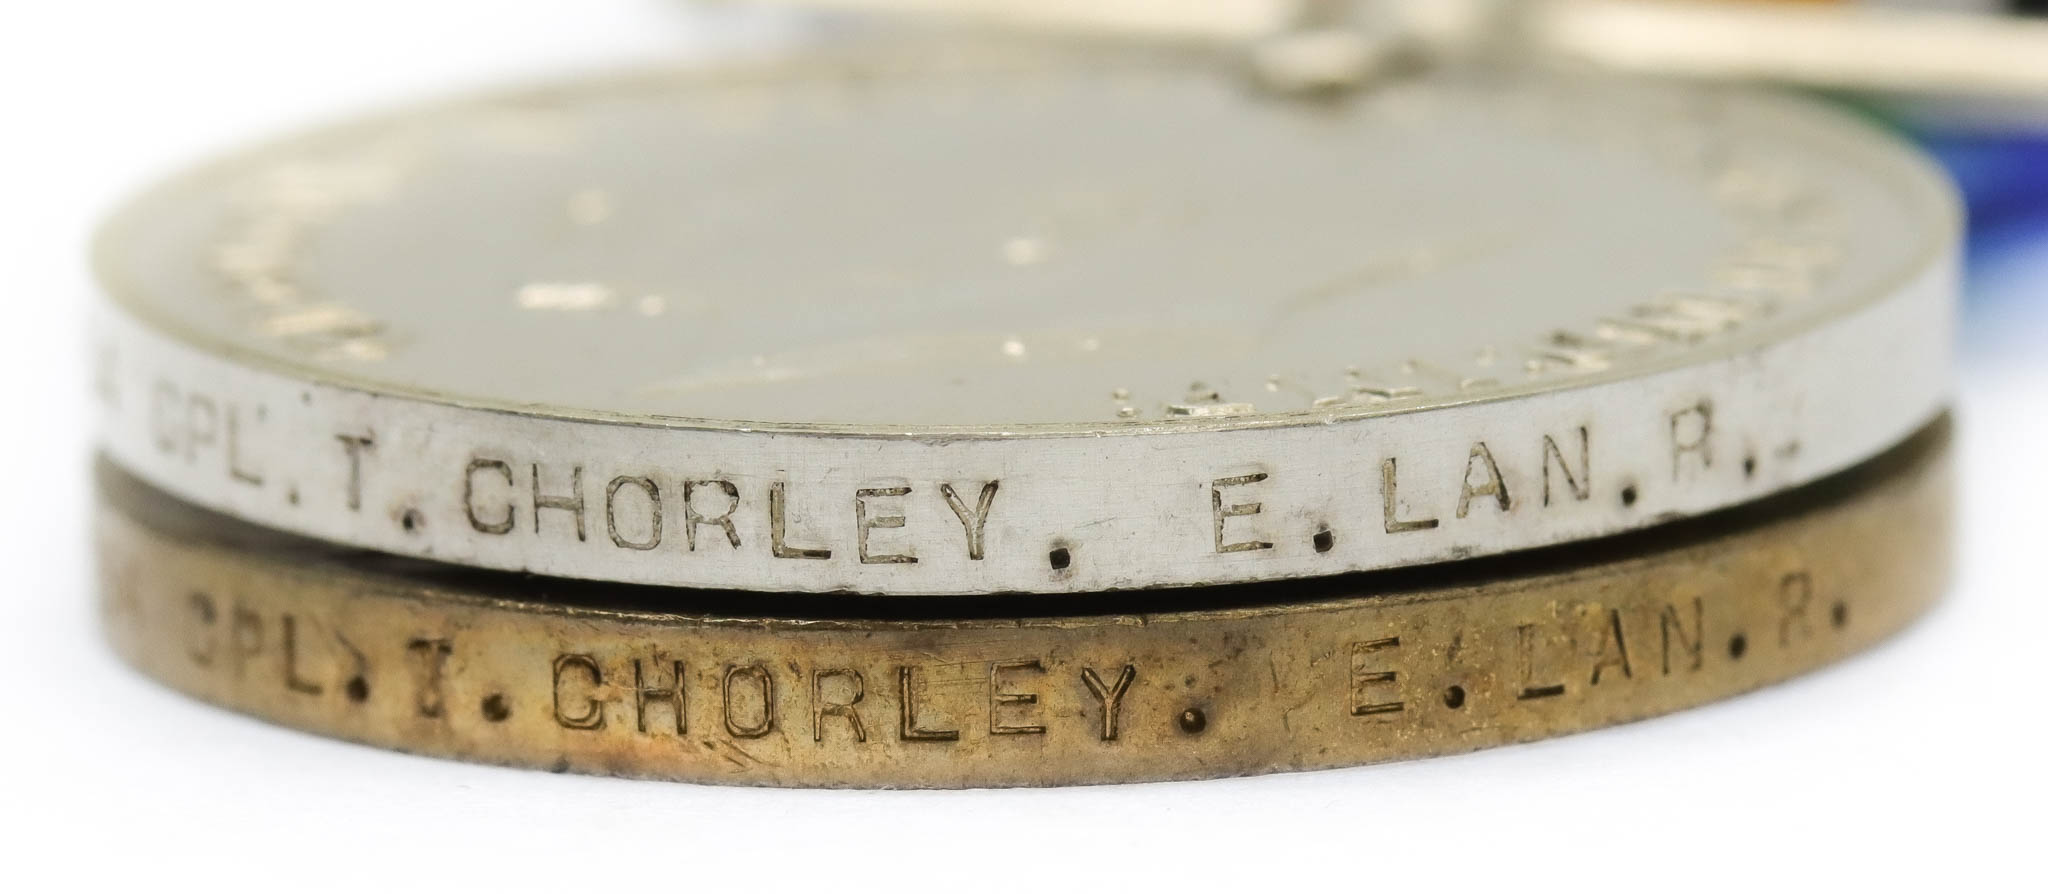 CPL. T. CHORLEY. E. LAN. R.
CPL. T. CHORLEY. E. LAN. R.